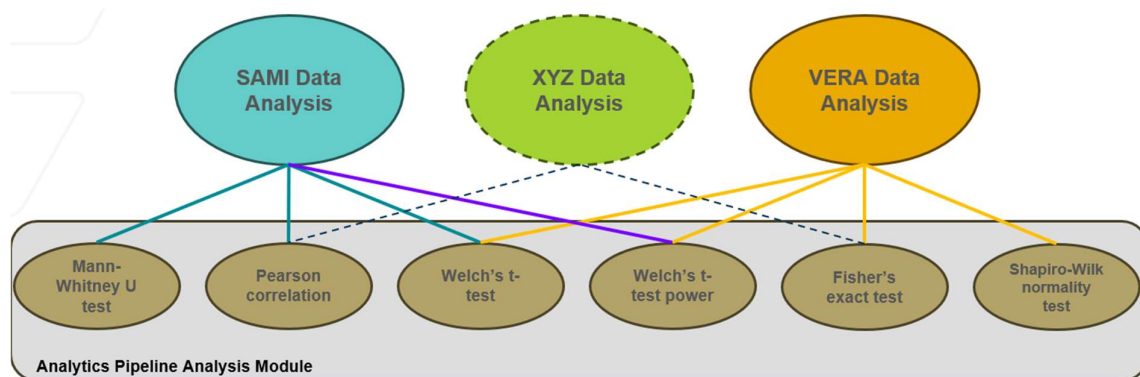 SAMI Data
Analysis
XYZ Data
Analysis
VERA Data
Analysis
Mann-
Whitney U
test
Pearson
correlation
Welch's t-
test
Welch's t-
test power
Fisher's
exact test
Shapiro-Wilk
normality
test
Analytics Pipeline Analysis Module